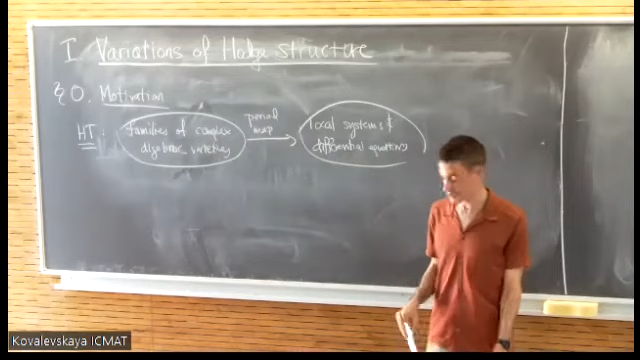 I Variations of Hodge structure
§ 0. Motivation
HT: families of complex algebraic varieties
period map
local systems & differential equations
Kovalevskaya ICMAT